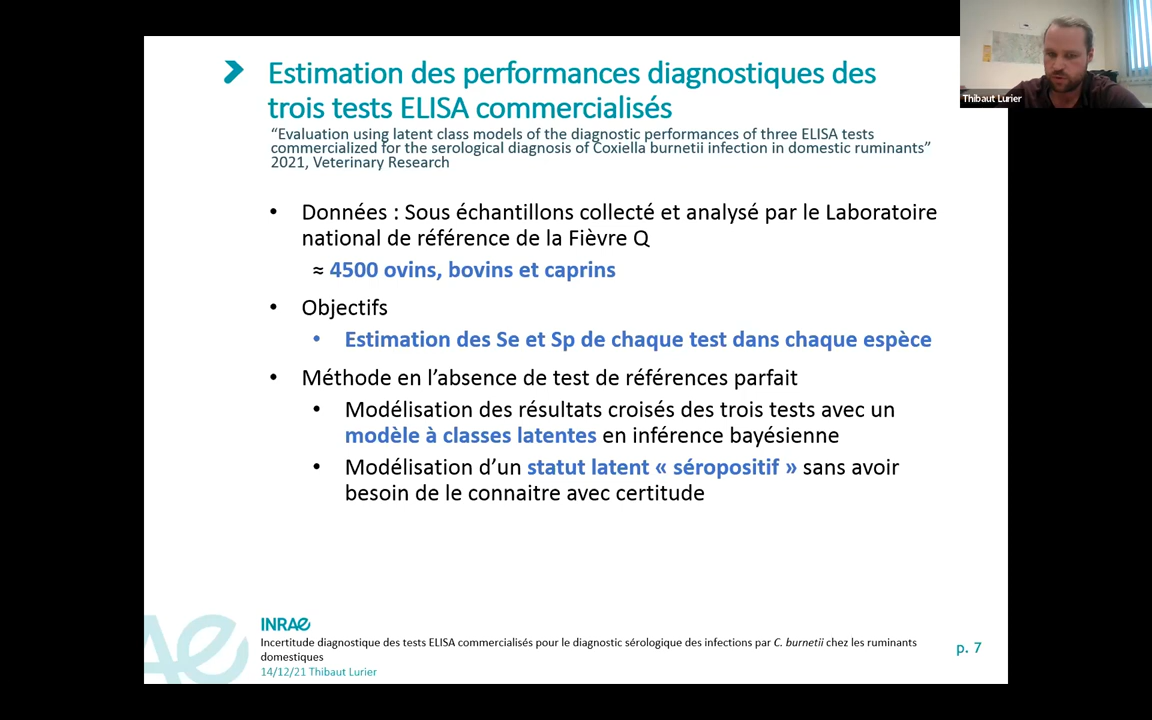 Thibaut Lurier
Estimation des performances diagnostiques des
trois tests ELISA commercialisés
“Evaluation using latent class models of the diagnostic performances of three ELISA tests
commercialized for the serological diagnosis of Coxiella burnetii infection in domestic ruminants”
2021, Veterinary Research
• Données : Sous échantillons collecté et analysé par le Laboratoire
national de référence de la Fièvre Q
≈ 4500 ovins, bovins et caprins
• Objectifs
• Estimation des Se et Sp de chaque test dans chaque espèce
• Méthode en l’absence de test de références parfait
• Modélisation des résultats croisés des trois tests avec un
modèle à classes latentes en inférence bayésienne
• Modélisation d’un statut latent « séropositif » sans avoir
besoin de le connaitre avec certitude
INRAE
Incertitude diagnostique des tests ELISA commercialisés pour le diagnostic sérologique des infections par C. burnetii chez les ruminants
domestiques
14/12/21 Thibaut Lurier
p. 7